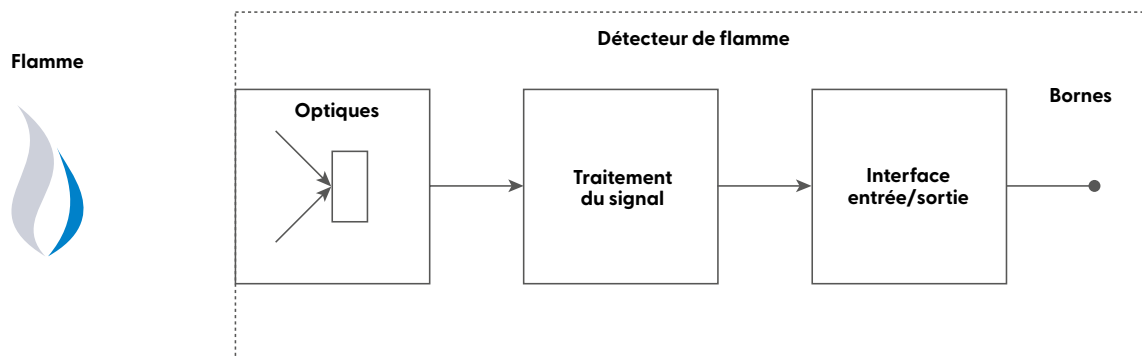 Détecteur de flamme
Flamme
Optiques
Bornes
Traitement
du signal
Interface
entrée/sortie